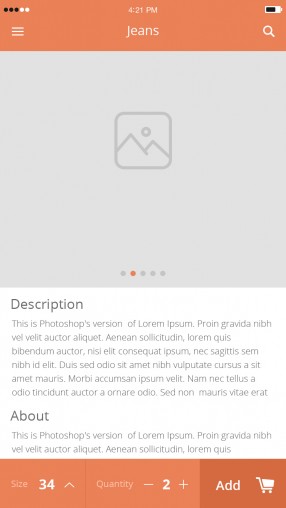 4:21 PM
Jeans
Description
This is Photoshop's version of Lorem Ipsum. Proin gravida nibh
vel velit auctor aliquet. Aenean sollicitudin, lorem quis
bibendum auctor, nisi elit consequat ipsum, nec sagittis sem
nibh id elit. Duis sed odio sit amet nibh vulputate cursus a sit
amet mauris. Morbi accumsan ipsum velit. Nam nec tellus a
odio tincidunt auctor a ornare odio. Sed non mauris vitae erat
About
This is Photoshop's version of Lorem Ipsum. Proin gravida nibh
vel velit auctor aliquet. Aenean sollicitudin, lorem quis
Size 34 Quantity — 2 + Add